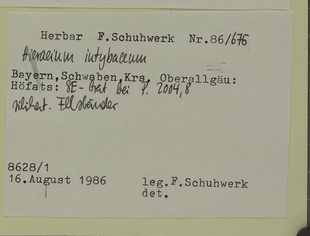 Herbar F.Schuhwerk Nr.86/676
Hieracium intybaceum
Bayern,Schwaben,Krs. Oberallgäu:
Höfats: SE-Grat bei P. 2004,8
silikat. Felsbänder
8628/1
16.August 1986 leg.F.Schuhwerk
det.